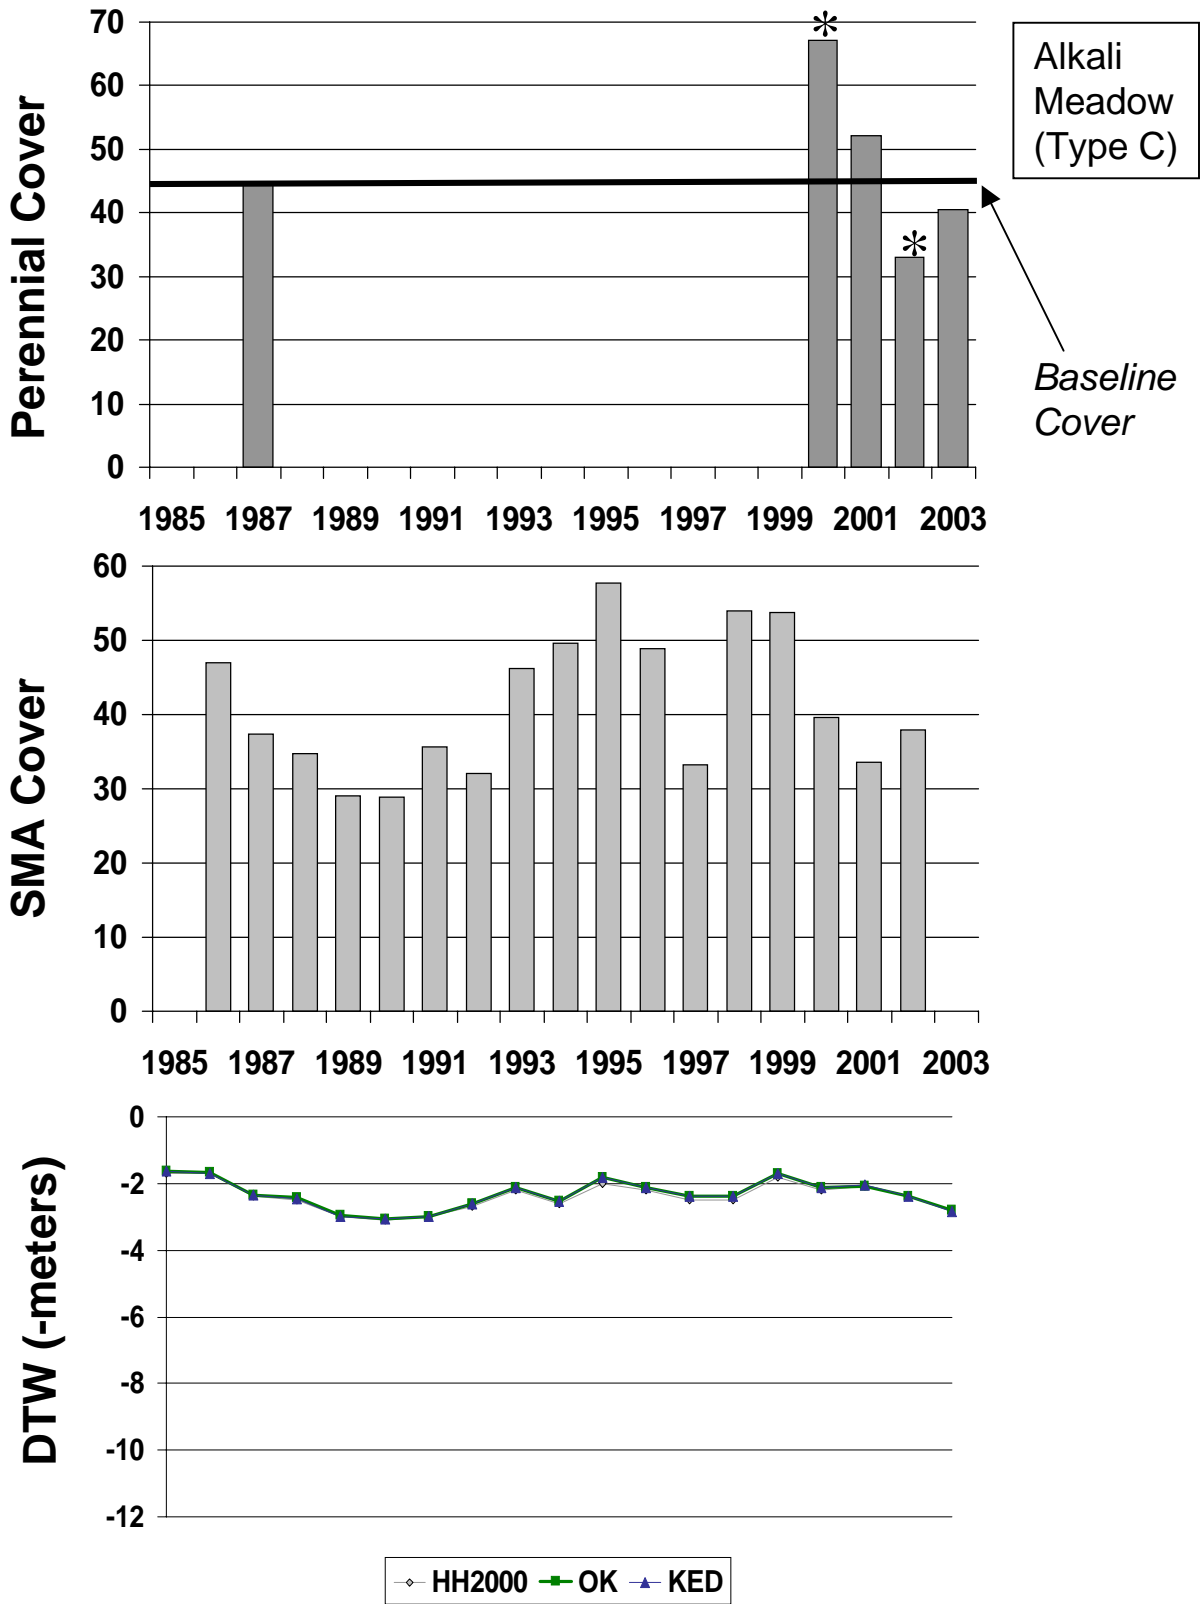 Perennial Cover
70
60
50
40
30
20
10
0
*
*
1985 1987 1989 1991 1993 1995 1997 1999 2001 2003
Alkali
Meadow
(Type C)
Baseline
Cover
SMA Cover
60
50
40
30
20
10
0
1985 1987 1989 1991 1993 1995 1997 1999 2001 2003
DTW (-meters)
0
-2
-4
-6
-8
-10
-12
HH2000 OK KED